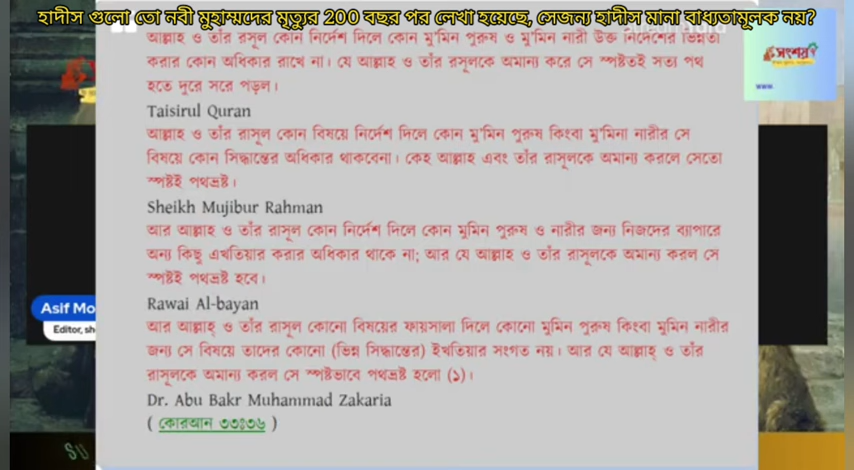 হাদীস গুলো তো নবী মুহাম্মদের মৃত্যুর 200 বছর পর লেখা হয়েছে, সেজন্য হাদীস মানা বাধ্যতামূলক নয়?
আল্লাহ ও তাঁর রসূল কোন নির্দেশ দিলে কোন মু'মিন পুরুষ ও মু'মিন নারী উক্ত নির্দেশের ভিন্নতা
করার কোন অধিকার রাখে না। যে আল্লাহ ও তাঁর রসূলকে অমান্য করে সে স্পষ্টতই সত্য পথ
হতে দুরে সরে পড়ল।
Taisirul Quran
আল্লাহ ও তাঁর রাসূল কোন বিষয়ে নির্দেশ দিলে কোন মু'মিন পুরুষ কিংবা মু'মিনা নারীর সে
বিষয়ে কোন সিদ্ধান্তের অধিকার থাকবেনা। কেহ আল্লাহ এবং তাঁর রাসূলকে অমান্য করলে সেতো
স্পষ্টই পথভ্রষ্ট।
Sheikh Mujibur Rahman
আর আল্লাহ ও তাঁর রাসূল কোন নির্দেশ দিলে কোন মুমিন পুরুষ ও নারীর জন্য নিজদের ব্যাপারে
অন্য কিছু এখতিয়ার করার অধিকার থাকে না; আর যে আল্লাহ ও তাঁর রাসূলকে অমান্য করল সে
স্পষ্টই পথভ্রষ্ট হবে।
Rawai Al-bayan
আর আল্লাহ্ ও তাঁর রাসূল কোনো বিষয়ের ফায়সালা দিলে কোনো মুমিন পুরুষ কিংবা মুমিন নারীর
জন্য সে বিষয়ে তাদের কোনো (ভিন্ন সিদ্ধান্তের) ইখতিয়ার সংগত নয়। আর যে আল্লাহ্ ও তাঁর
রাসূলকে অমান্য করল সে স্পষ্টভাবে পথভ্রষ্ট হলো (১)।
Dr. Abu Bakr Muhammad Zakaria
( কোরআন ৩৩ঃ৩৬ )
সংশয়
www.
Asif Mo
Editor, sh
SU